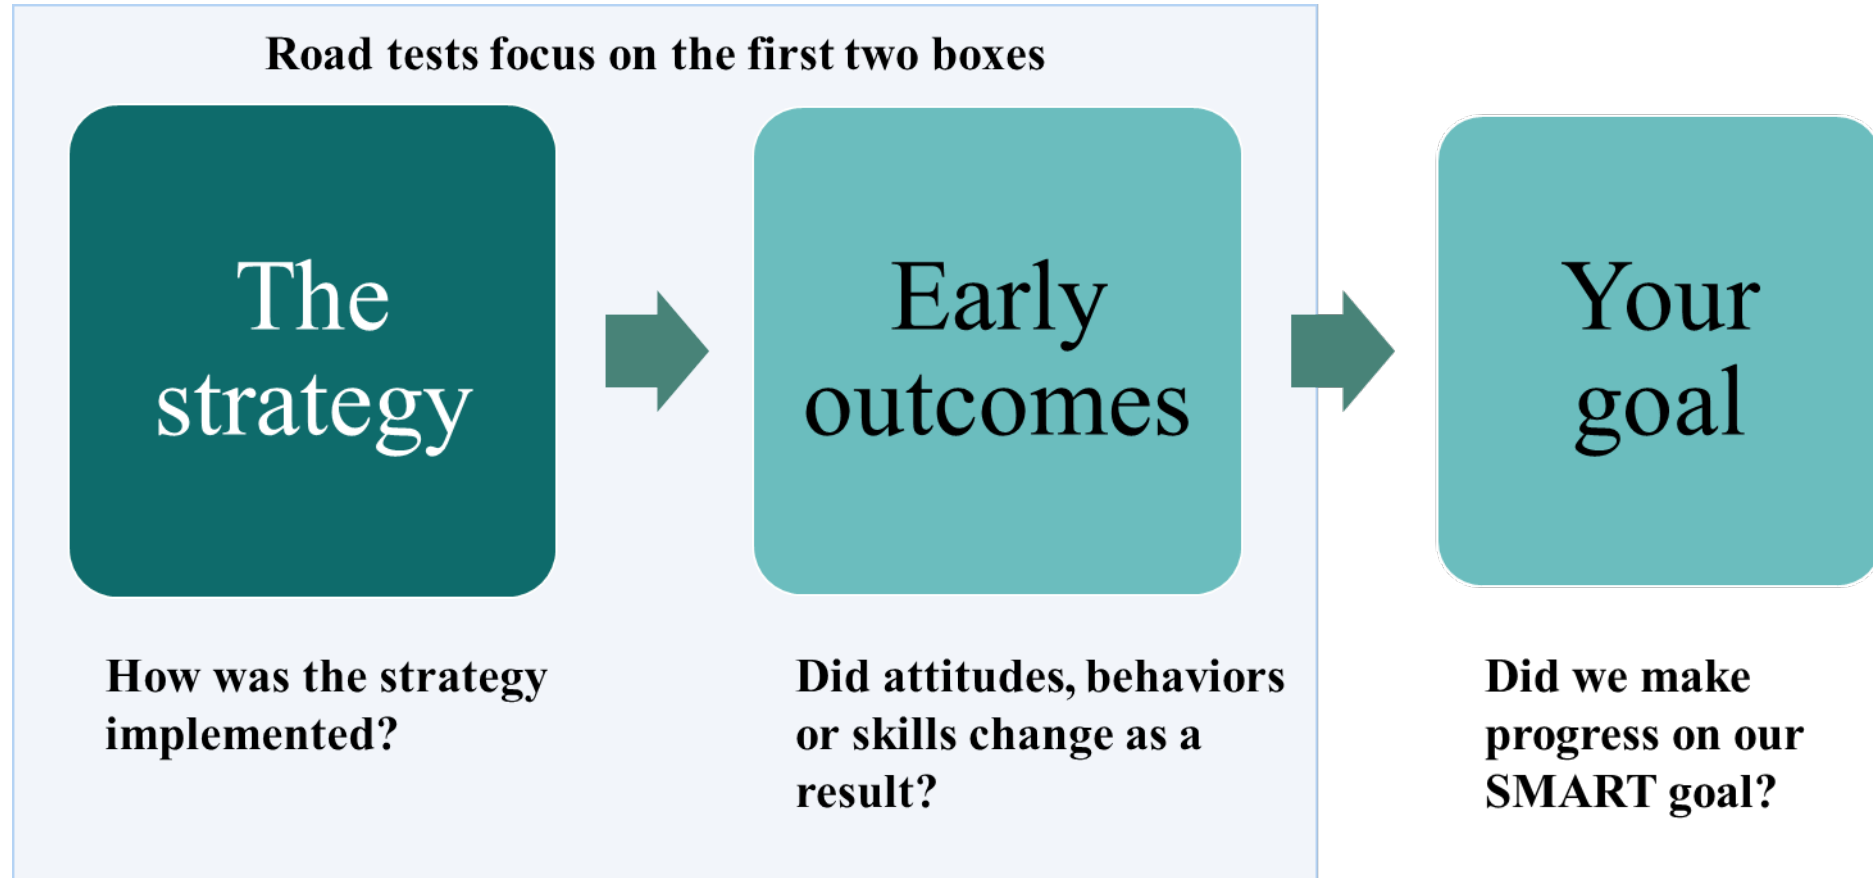 Road tests focus on the first two boxes
The
strategy
Early
outcomes
Your
goal
How was the strategy
implemented?
Did attitudes, behaviors
or skills change as a
result?
Did we make
progress on our
SMART goal?